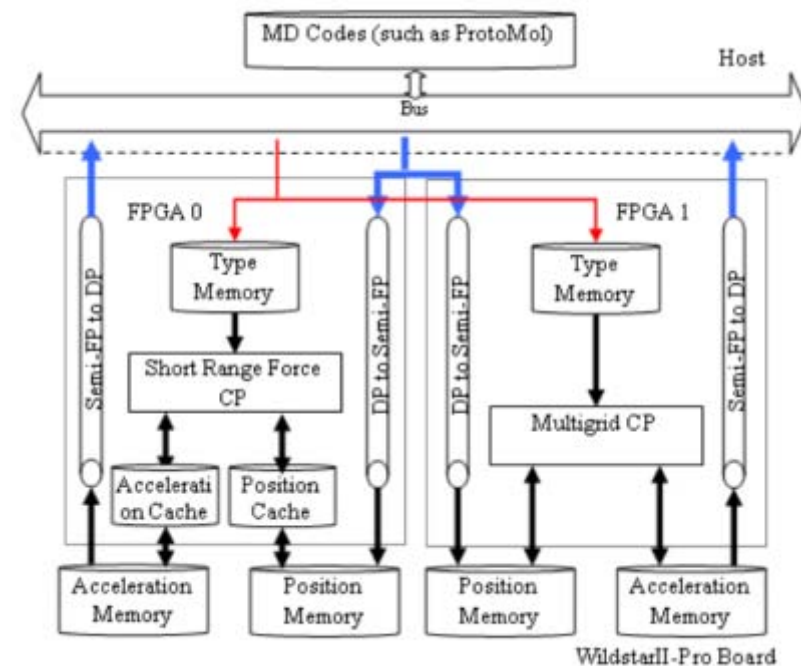 MD Codes (such as ProtoMol)
Host
Bus
FPGA 0
FPGA 1
Semi-FP to DP
Type
Memory
DP to Semi-FP
DP to Semi-FP
Type
Memory
Semi-FP to DP
Short Range Force
CP
Multigrid CP
Accelerati
on Cache
Position
Cache
Acceleration
Memory
Position
Memory
Position
Memory
Acceleration
Memory
WildstarII-Pro Board